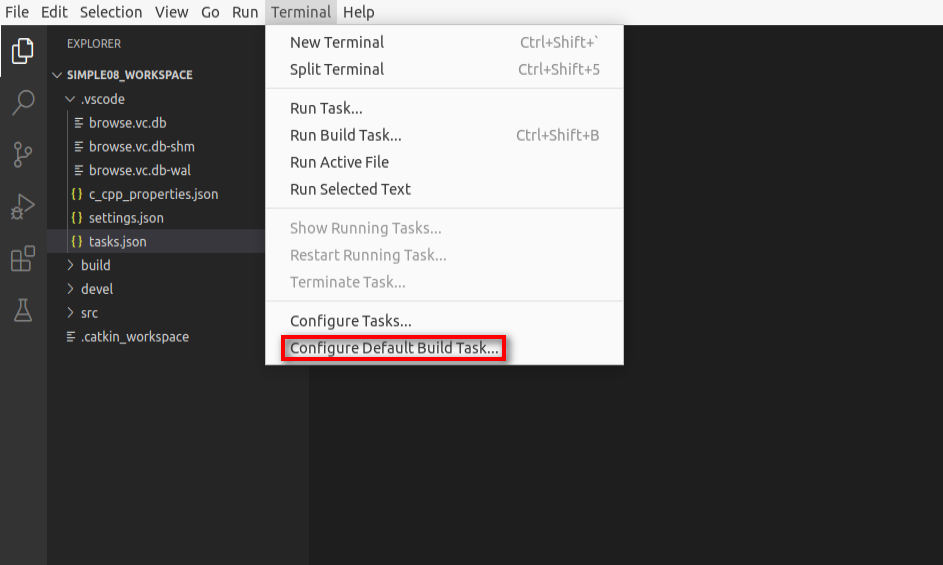 File Edit Selection View Go Run Terminal Help
EXPLORER
SIMPLE08_WORKSPACE
.vscode
browse.vc.db
browse.vc.db-shm
browse.vc.db-wal
{} c_cpp_properties.json
{} settings.json
{} tasks.json
build
devel
src
.catkin_workspace
New Terminal Ctrl+Shift+`
Split Terminal Ctrl+Shift+5
Run Task...
Run Build Task... Ctrl+Shift+B
Run Active File
Run Selected Text
Show Running Tasks...
Restart Running Task...
Terminate Task...
Configure Tasks...
Configure Default Build Task...